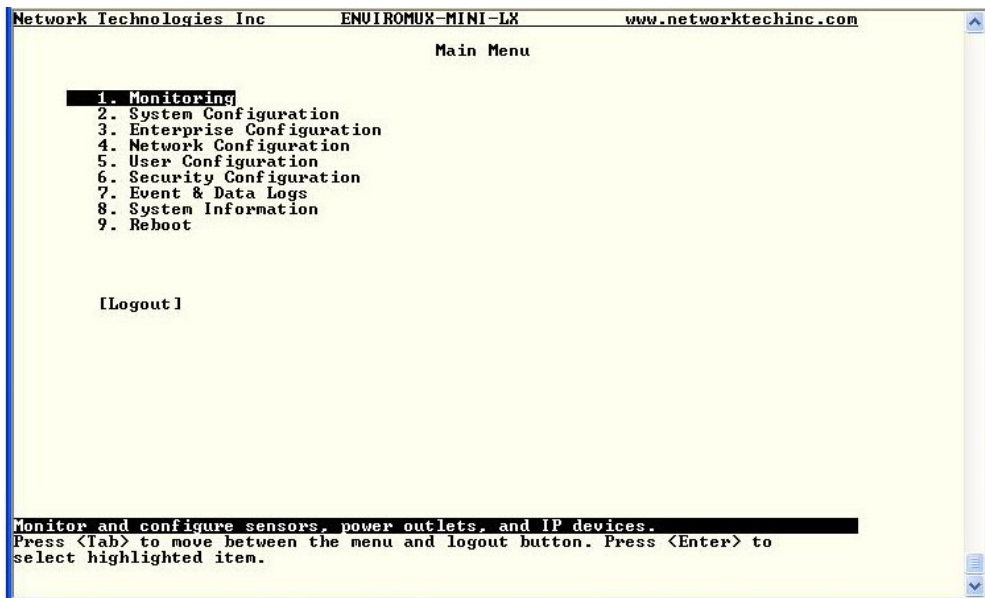 Network Technologies Inc ENVIROMUX-MINI-LX www.networktechinc.com
Main Menu
1. Monitoring
2. System Configuration
3. Enterprise Configuration
4. Network Configuration
5. User Configuration
6. Security Configuration
7. Event & Data Logs
8. System Information
9. Reboot
[Logout]
Monitor and configure sensors, power outlets, and IP devices.
Press <Tab> to move between the menu and logout button. Press <Enter> to
select highlighted item.